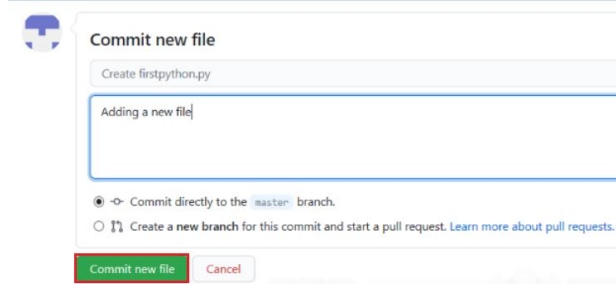 Commit new file
Create firstpython.py
Adding a new file
Commit directly to the master branch.
Create a new branch for this commit and start a pull request. Learn more about pull requests.
Commit new file Cancel